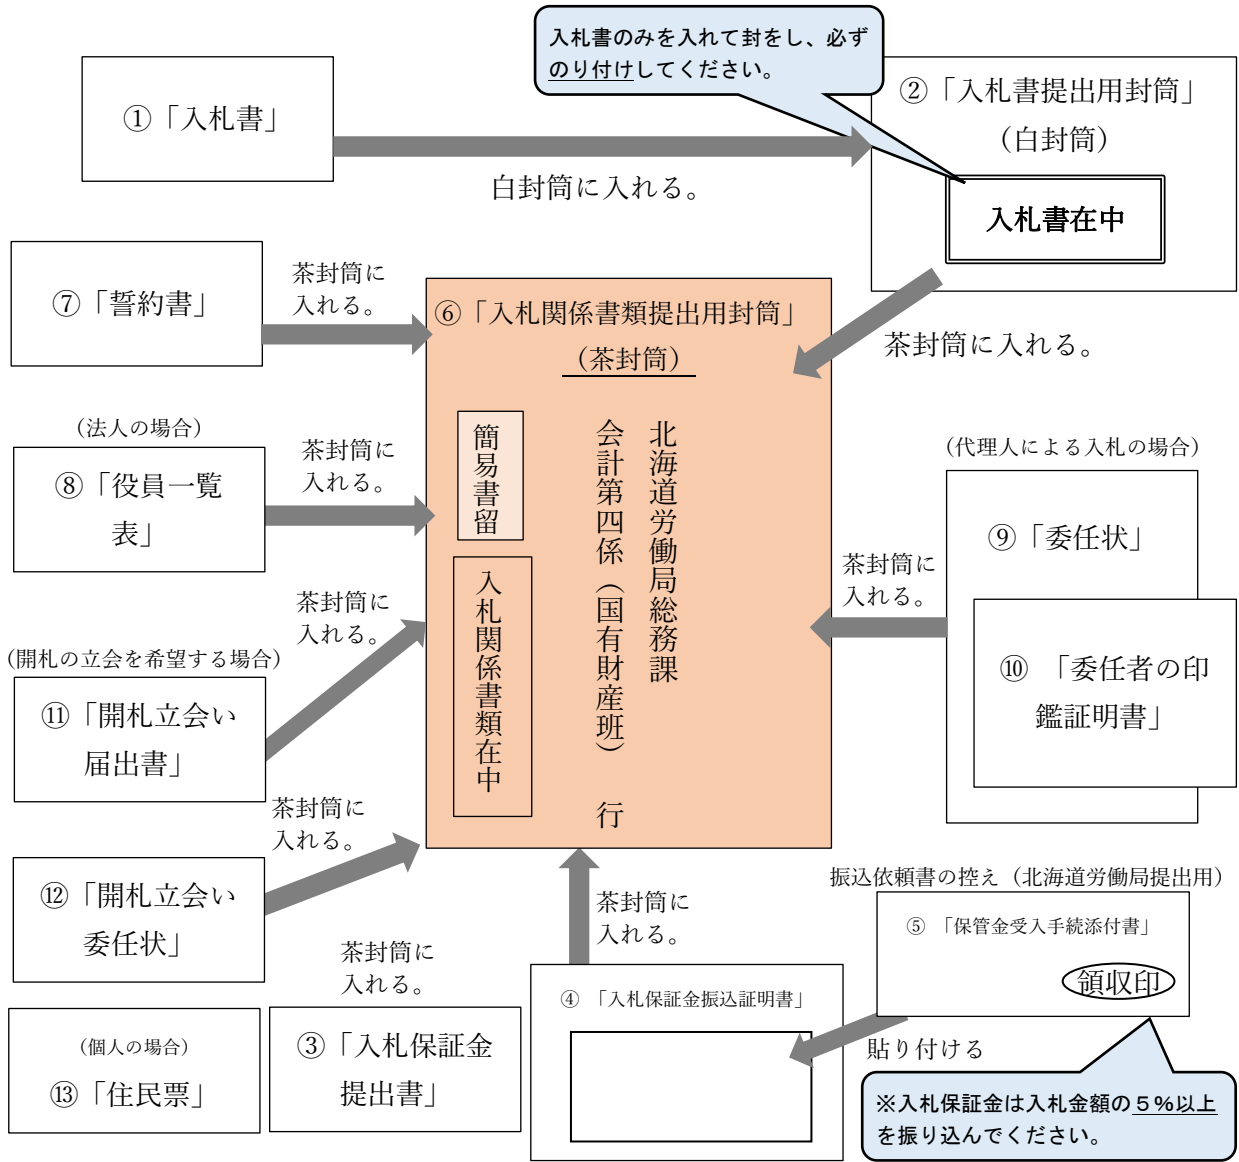 入札書のみを入れて封をし、必ず
のり付けしてください。
①「入札書」
②「入札書提出用封筒」
（白封筒）
白封筒に入れる。
入札書在中
⑦「誓約書」
茶封筒に
入れる。
⑥「入札関係書類提出用封筒」
（茶封筒）
茶封筒に入れる。
（法人の場合）
⑧「役員一覧
表」
茶封筒に
入れる。
簡易書留
入札関係書類在中
北海道労働局総務課
会計第四係（国有財産班）　行
（代理人による入札の場合）
⑨「委任状」
茶封筒に
入れる。
⑩　「委任者の印
鑑証明書」
茶封筒に
入れる。
（開札の立会を希望する場合）
⑪「開札立会い
届出書」
茶封筒に
入れる。
⑫「開札立会い
委任状」
茶封筒に
入れる。
茶封筒に
入れる。
振込依頼書の控え（北海道労働局提出用）
⑤　「保管金受入手続添付書」
領収印
④　「入札保証金振込証明書」
貼り付ける
（個人の場合）
⑬「住民票」
③「入札保証金
提出書」
※入札保証金は入札金額の５％以上
を振り込んでください。